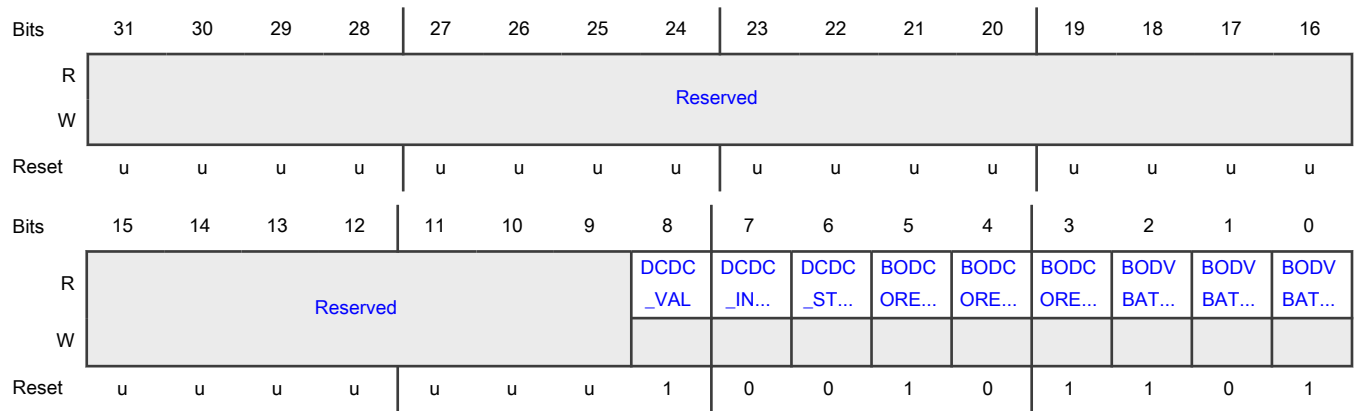 Bits 31 30 29 28 27 26 25 24 23 22 21 20 19 18 17 16
R
Reserved
W
Reset u u u u u u u u u u u u u u u u
Bits 15 14 13 12 11 10 9 8 7 6 5 4 3 2 1 0
R DCDC DCDC DCDC BODC BODC BODC BODV BODV BODV
Reserved _VAL _IN... _ST... ORE... ORE... ORE... BAT... BAT... BAT...
W
Reset u u u u u u u 1 0 0 1 0 1 1 0 1